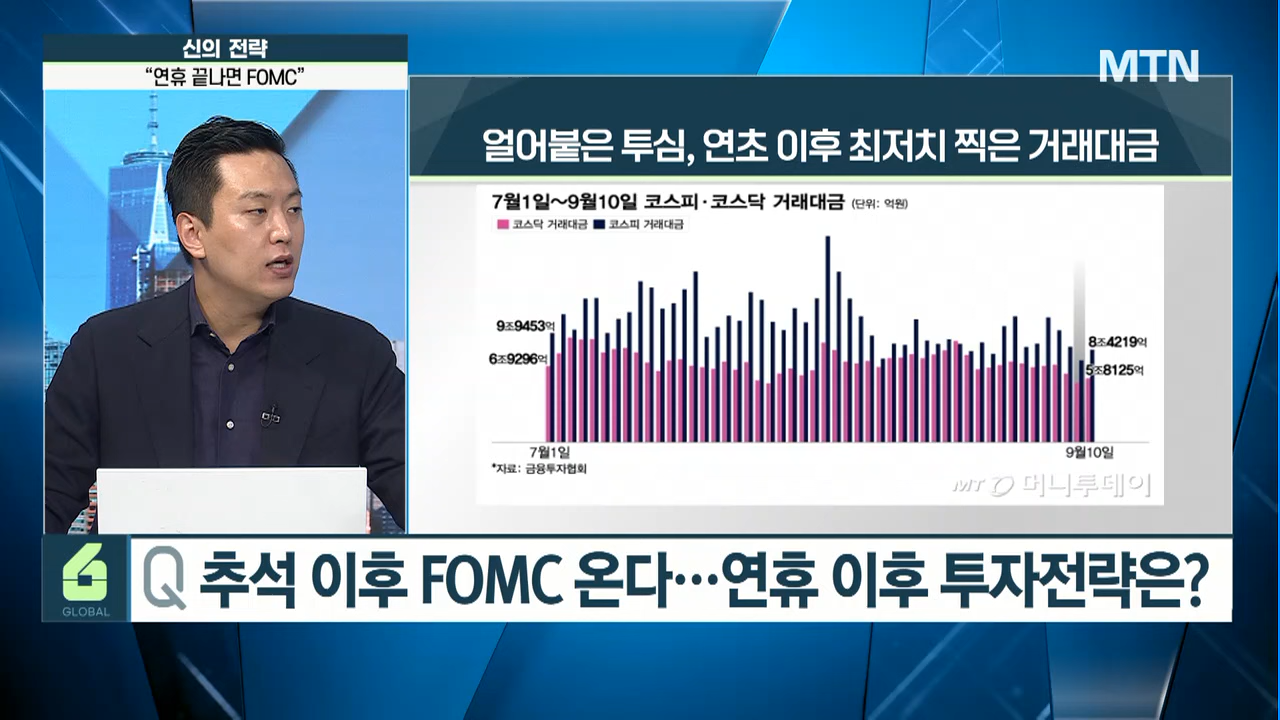 신의 전략
“연휴 끝나면 FOMC”
MTN
얼어붙은 투심, 연초 이후 최저치 찍은 거래대금
7월1일～9월10일 코스피·코스닥 거래대금 (단위: 억원)
코스닥 거래대금 코스피 거래대금
9조9453억
6조9296억
8조4219억
5조8125억
7월1일
9월10일
*자료: 금융투자협회
MT 머니투데이
6 GLOBAL
Q 추석 이후 FOMC 온다…연휴 이후 투자전략은?